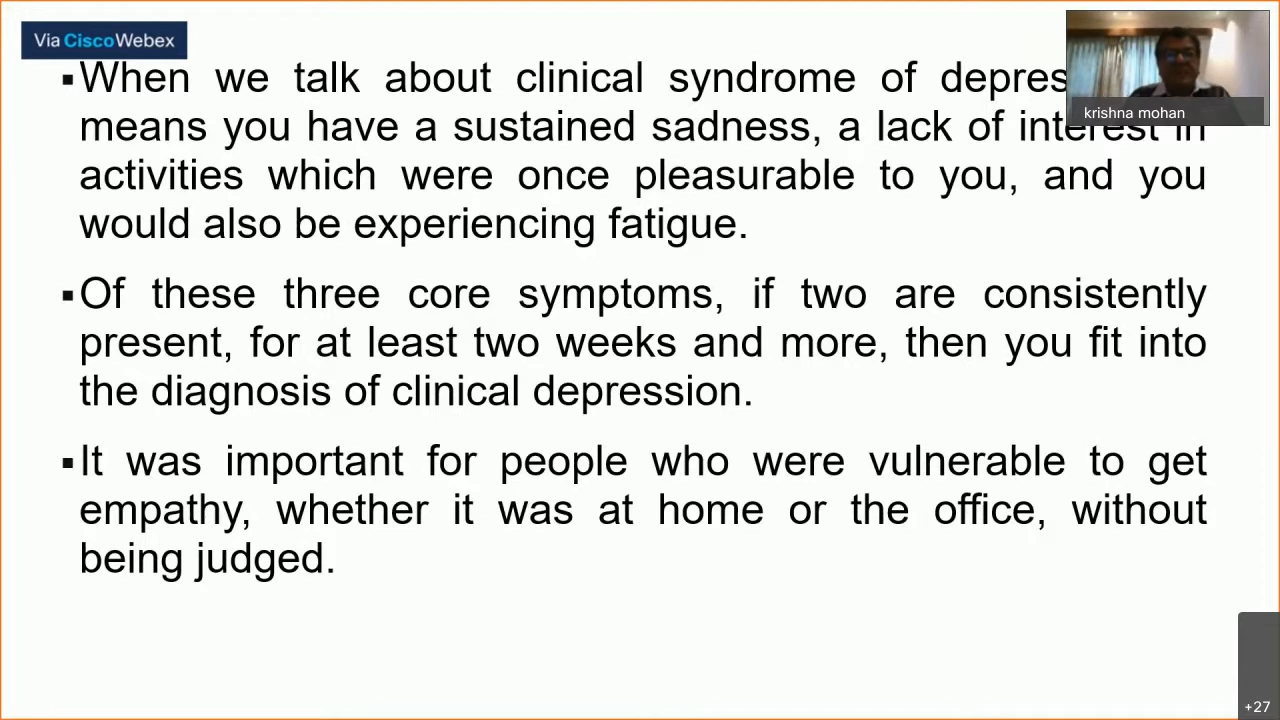 Via Cisco Webex
When we talk about clinical syndrome of depres
krishna mohan
means you have a sustained sadness, a lack of interest in
activities which were once pleasurable to you, and you
would also be experiencing fatigue.
Of these three core symptoms, if two are consistently
present, for at least two weeks and more, then you fit into
the diagnosis of clinical depression.
It was important for people who were vulnerable to get
empathy, whether it was at home or the office, without
being judged.
+27